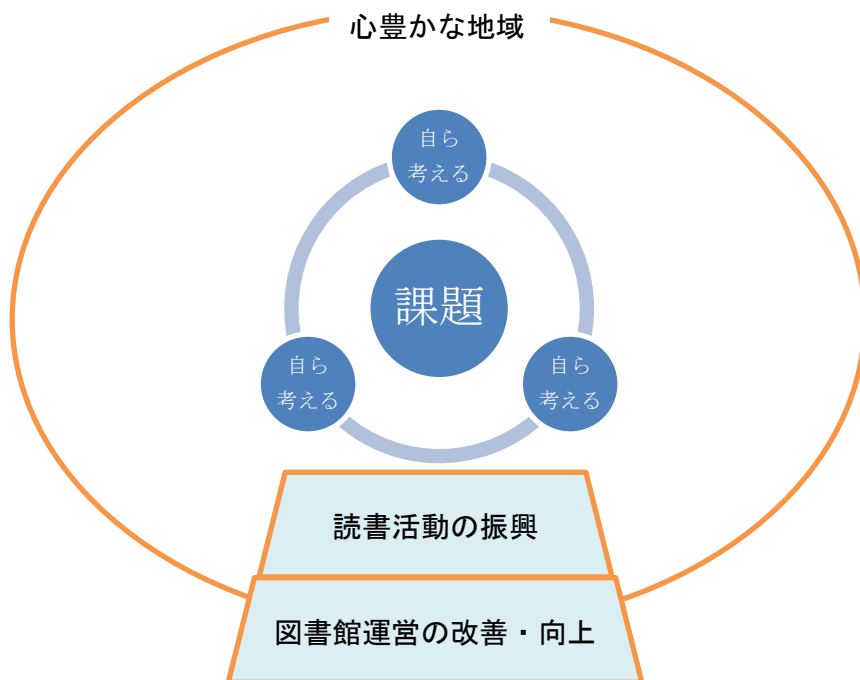 心豊かな地域
自ら
考える
課題
自ら
考える
自ら
考える
読書活動の振興
図書館運営の改善・向上